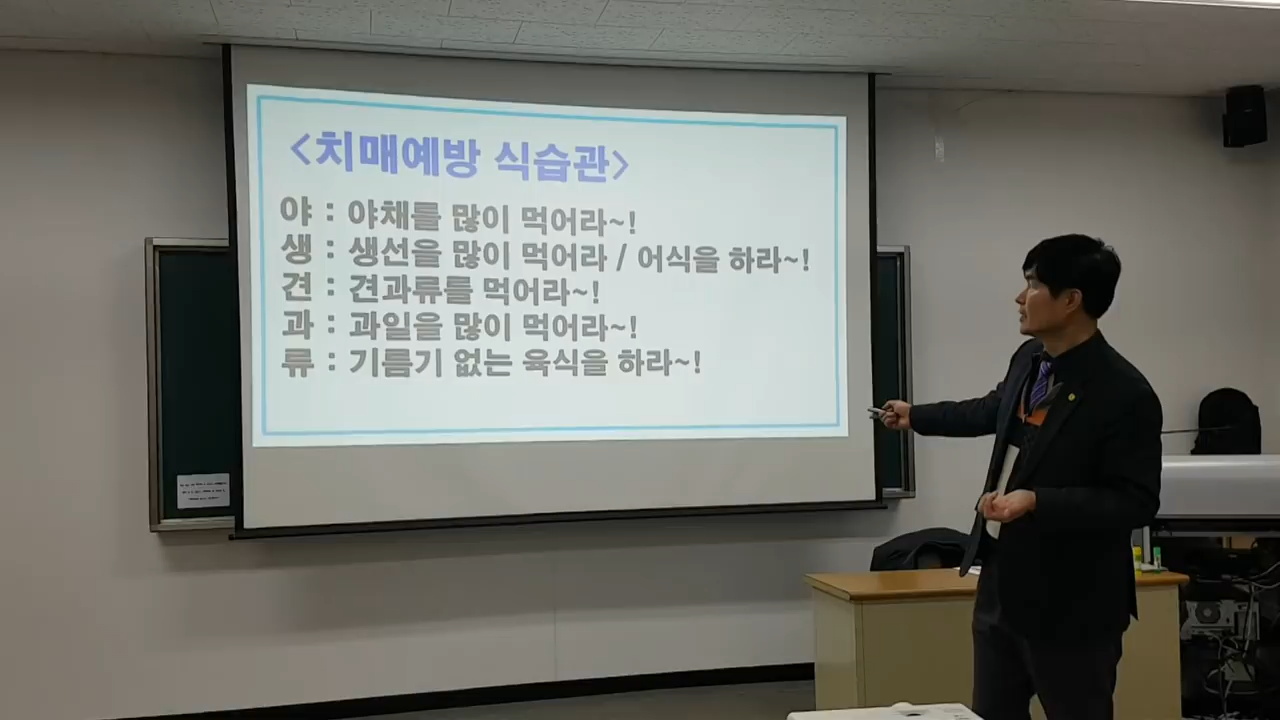 <치매예방 식습관>
야 : 야채를 많이 먹어라~!
생 : 생선을 많이 먹어라 / 어식을 하라~!
견 : 견과류를 먹어라~!
과 : 과일을 많이 먹어라~!
류 : 기름기 없는 육식을 하라~!